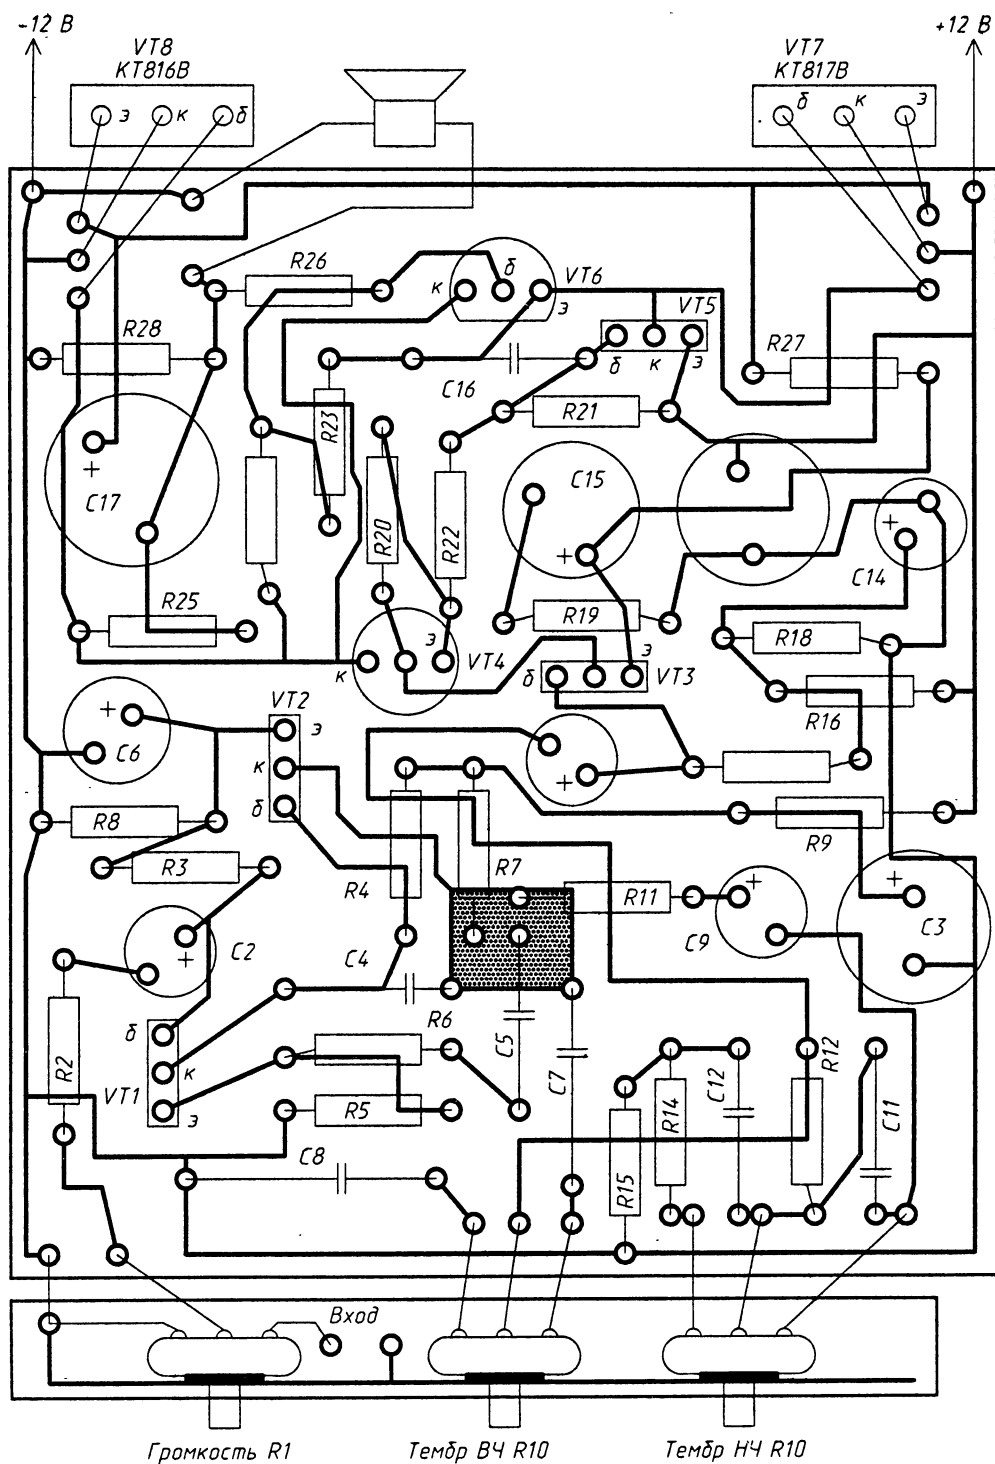 -12 В
+12 В
VT8
КТ816В
VT7
КТ817В
э к б
б к э
R26
б
к
VT6
э
VT5
R28
R27
б к э
C16
R23
R21
+
C17
C15
R20
R22
+
+
C14
R25
R19
R18
э
VT4
к
э
б
VT3
VT2
R16
+
C6
э
к
+
б
R8
R9
R3
R7
R4
R11
+
+
C2
+
C4
C9
C3
R6
б
C5
R2
к
C7
R12
VT1
э
R5
R14
C12
C11
C8
R15
Вход
Громкость R1
Тембр ВЧ R10
Тембр НЧ R10